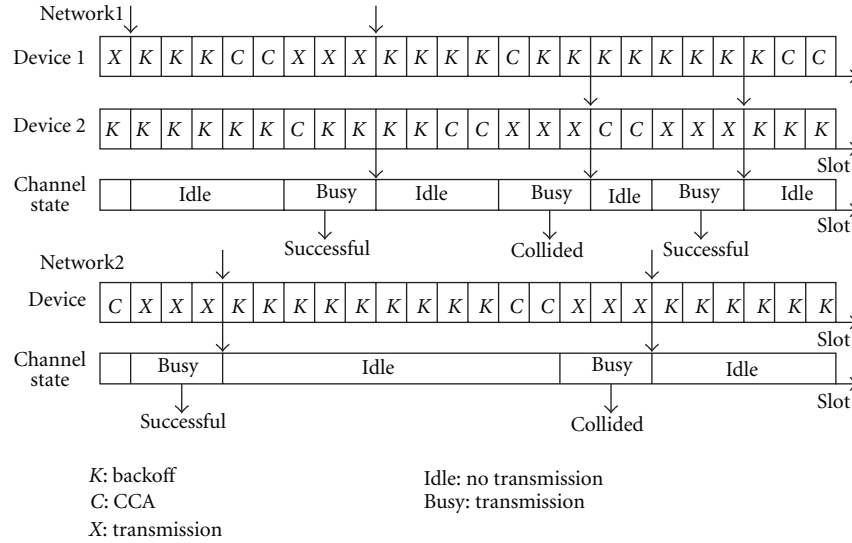 Network1
Device 1 X K K K C C X X X K K K K C K K K K K K K K C C
Device 2 K K K K K K C K K K K C C X X X C C X X X K K K
Slot
Channel state Idle Busy Idle Busy Idle Busy Idle
Slot
Successful Collided Successful
Network2
Device C X X X K K K K K K K K K C C X X X K K K K K K
Slot
Channel state Busy Idle Busy Idle
Slot
Successful Collided
K: backoff
C: CCA
X: transmission
Idle: no transmission
Busy: transmission